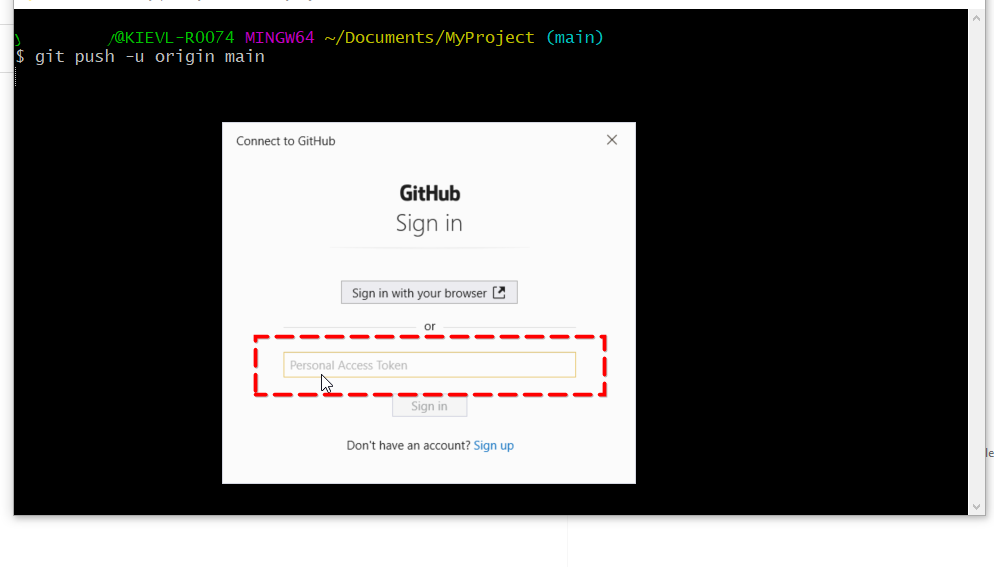 /@KIEVL-R0074 MINGW64 ~/Documents/MyProject (main)
$ git push -u origin main
Connect to GitHub
GitHub
Sign in
Sign in with your browser
or
Personal Access Token
Sign in
Don't have an account? Sign up